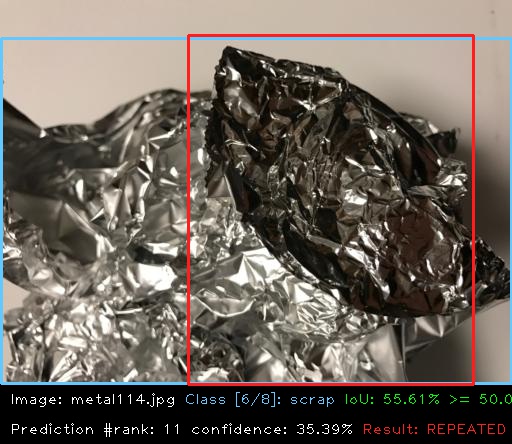 Image: metal114.jpg Class [6/8]: scrap IoU: 55.61% >= 50.0
Prediction #rank: 11 confidence: 35.39% Result: REPEATED